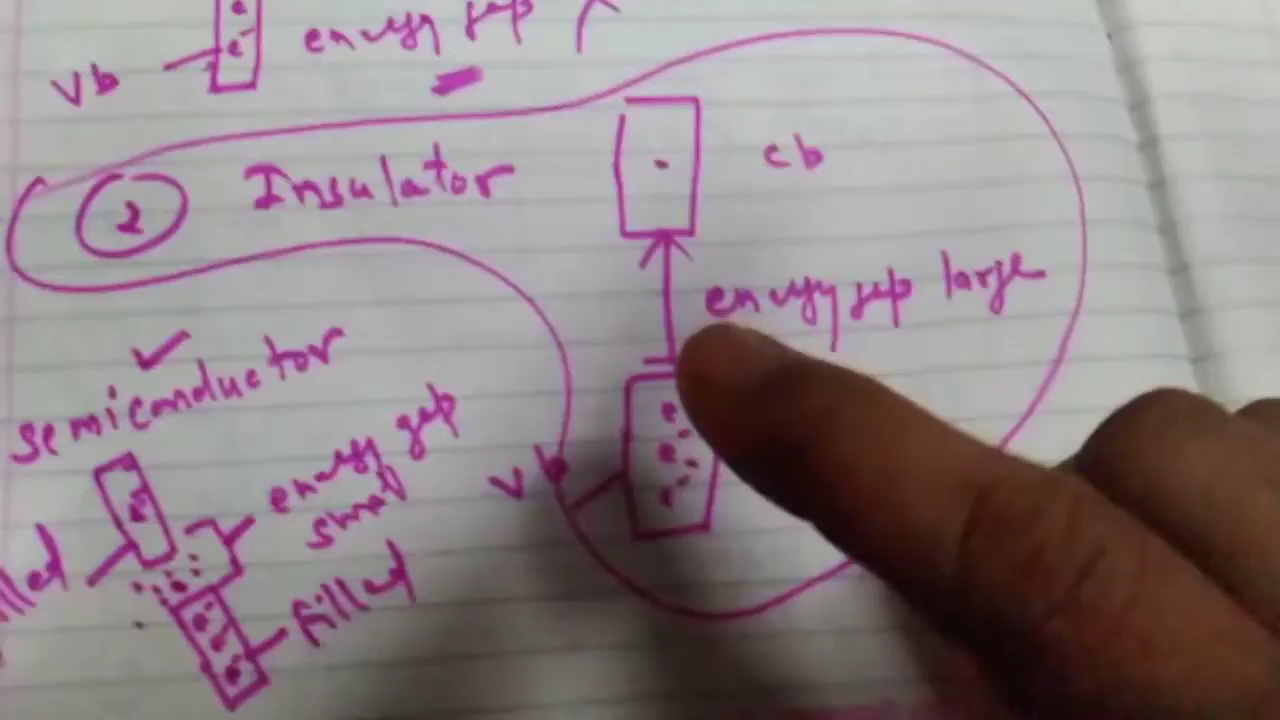 e
e-
energy gap
Vb
2 Insulator
cb
energy gap large
semiconductor
e
e
e
V
energy gap
small
filled